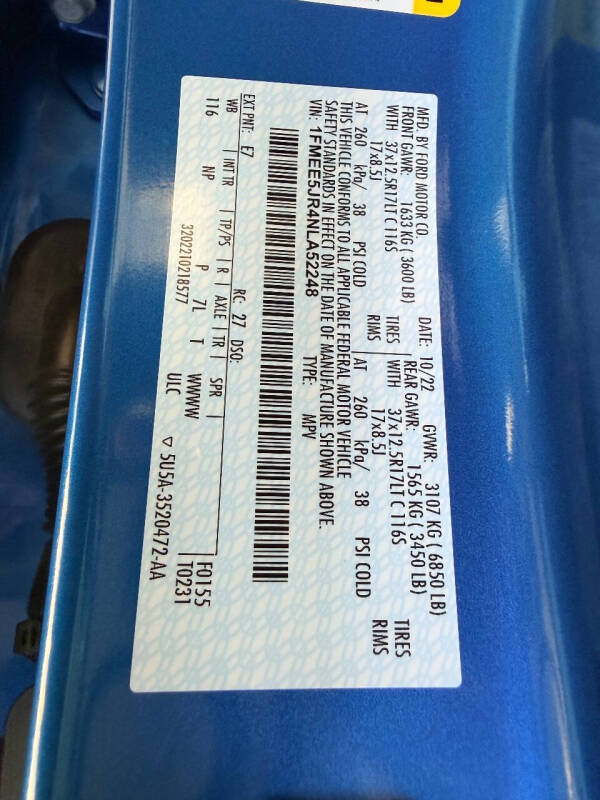 MFD. BY FORD MOTOR CO.
DATE: 10/22 GVWR: 3107 KG ( 6850 LB)
FRONT GAWR: 1633 KG ( 3600 LB) REAR GAWR: 1565 KG ( 3450 LB)
WITH 37x12.5R17LT C 116S TIRES WITH 37x12.5R17LT C 116S TIRES
17x8.5J RIMS 17x8.5J RIMS
AT 260 kPa/ 38 PSI COLD AT 260 kPa/ 38 PSI COLD
THIS VEHICLE CONFORMS TO ALL APPLICABLE FEDERAL MOTOR VEHICLE
SAFETY STANDARDS IN EFFECT ON THE DATE OF MANUFACTURE SHOWN ABOVE.
VIN: 1FMEE5JR4NLA52248 TYPE: MPV
F0155
T0231
EXT PNT: E7 RC: 27 DSO:
WB INT TR TP/PS R AXLE TR SPR
116 NP P 7L T WWWW
3202210218577 ULC ▽ 5U5A-3520472-AA